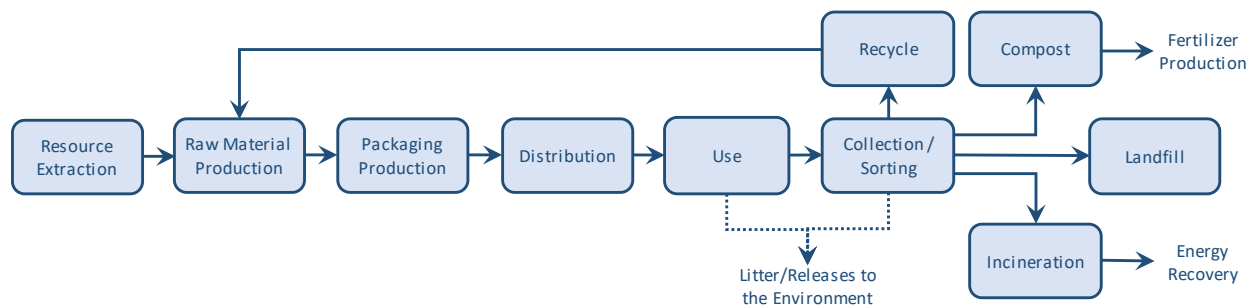 Recycle
Compost
Fertilizer
Production
Resource
Extraction
Raw Material
Production
Packaging
Production
Distribution
Use
Collection /
Sorting
Landfill
Incineration
Energy
Recovery
Litter/Releases to
the Environment